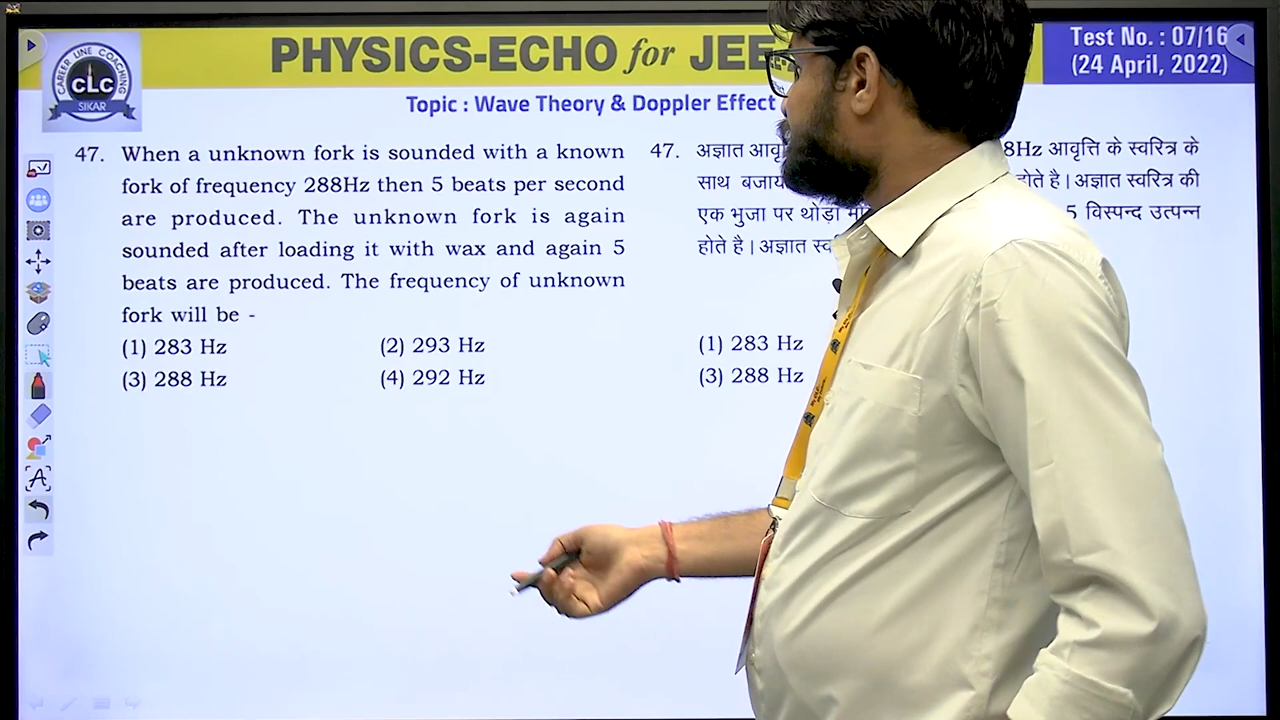 PHYSICS-ECHO for JEE
Test No. : 07/16
(24 April, 2022)
CAREER LINE COACHING
CLC
SIKAR
Topic : Wave Theory & Doppler Effect
47. When a unknown fork is sounded with a known
fork of frequency 288Hz then 5 beats per second
are produced. The unknown fork is again
sounded after loading it with wax and again 5
beats are produced. The frequency of unknown
fork will be -
(1) 283 Hz (2) 293 Hz
(3) 288 Hz (4) 292 Hz
47. अज्ञात 8Hz आवृत्ति के स्वरित्र के
साथ होते है। अज्ञात स्वरित्र की
एक भुजा पर थोड़ा 5 विस्पन्द उत्पन्न
होते है। अज्ञात
(1) 283 Hz
(3) 288 Hz